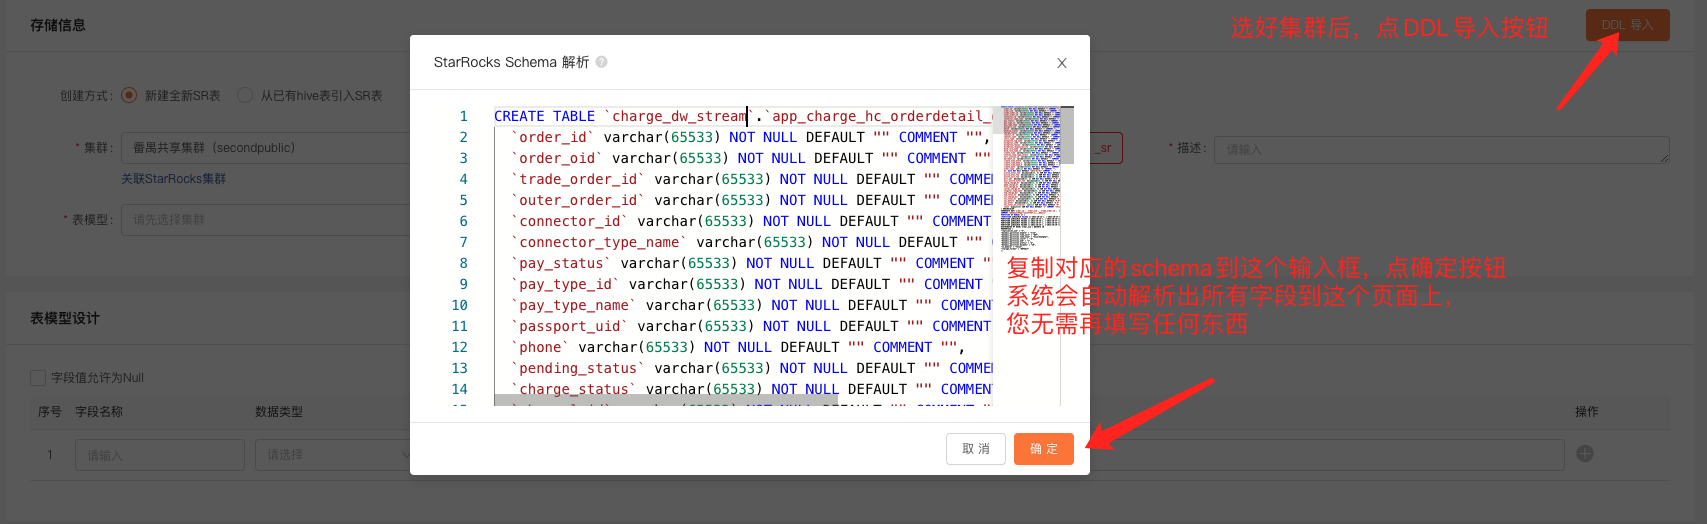 存储信息
选好集群后，点 DDL 导入按钮
DDL 导入
StarRocks Schema 解析
创建方式：
新建全新SR表
从已有hive表引入SR表
* 集群：
番禺共享集群（secondpublic）
关联StarRocks集群
_sr
* 描述：
请输入
* 表模型：
请先选择集群
1 CREATE TABLE `charge_dw_stream`.`app_charge_hc_orderdetail_
2 `order_id` varchar(65533) NOT NULL DEFAULT "" COMMENT "",
3 `order_oid` varchar(65533) NOT NULL DEFAULT "" COMMENT ""
4 `trade_order_id` varchar(65533) NOT NULL DEFAULT "" COMME
5 `outer_order_id` varchar(65533) NOT NULL DEFAULT "" COMME
6 `connector_id` varchar(65533) NOT NULL DEFAULT "" COMMENT
7 `connector_type_name` varchar(65533) NOT NULL DEFAULT ""
8 `pay_status` varchar(65533) NOT NULL DEFAULT "" COMMENT "
9 `pay_type_id` varchar(65533) NOT NULL DEFAULT "" COMMENT
10 `pay_type_name` varchar(65533) NOT NULL DEFAULT "" COMMEN
11 `passport_uid` varchar(65533) NOT NULL DEFAULT "" COMMENT
12 `phone` varchar(65533) NOT NULL DEFAULT "" COMMENT "",
13 `pending_status` varchar(65533) NOT NULL DEFAULT "" COMME
14 `charge_status` varchar(65533) NOT NULL DEFAULT "" COMMEN
复制对应的schema到这个输入框，点确定按钮
系统会自动解析出所有字段到这个页面上，
您无需再填写任何东西
取 消
确 定
表模型设计
字段值允许为Null
序号 字段名称 数据类型 操作
1 请输入 请选择